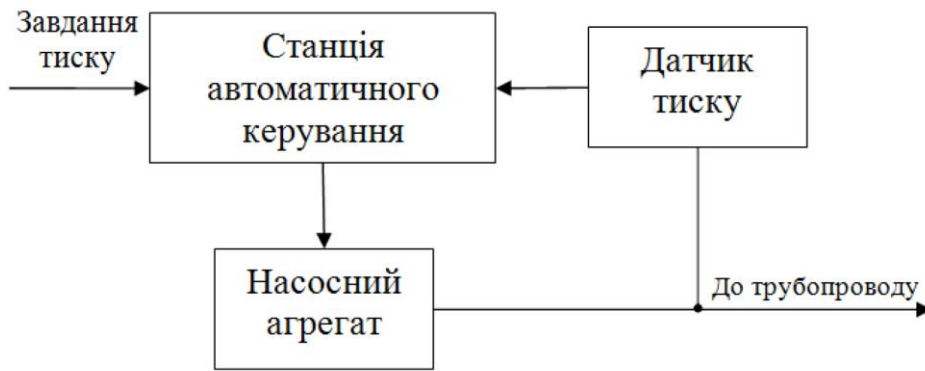 Завдання
тиску
Станція
автоматичного
керування
Датчик
тиску
Насосний
агрегат
До трубопроводу